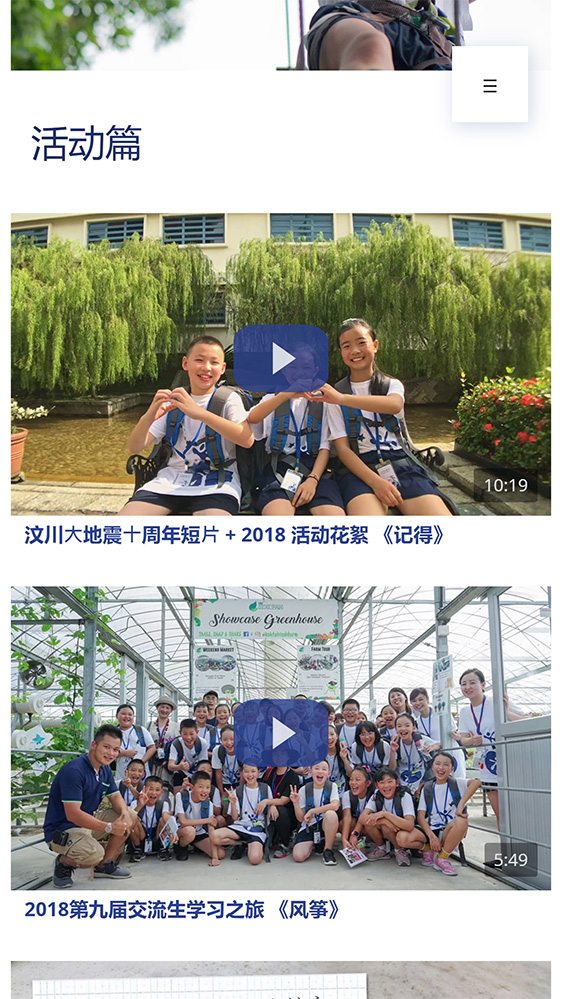 ☰
活动篇
10:19
汶川大地震十周年短片 + 2018 活动花絮 《记得》
Showcase Greenhouse
WEEKEND MARKET
FARM TOUR
5:49
2018第九届交流生学习之旅 《风筝》